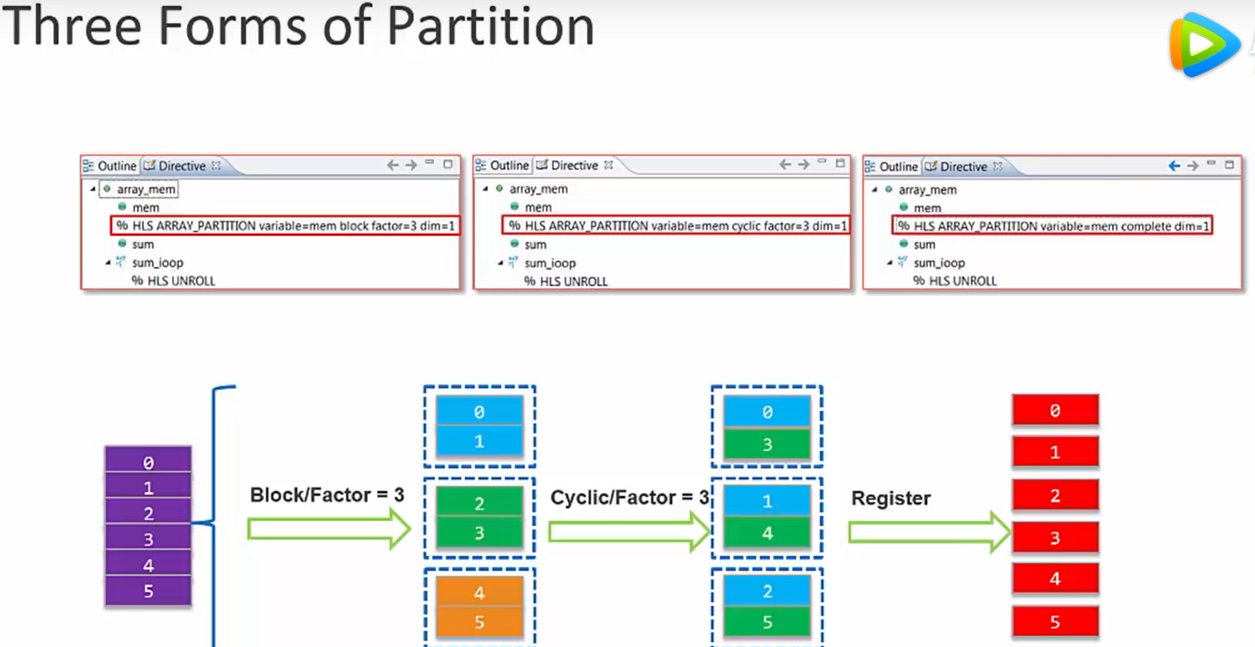 Three Forms of Partition
Outline Directive
array_mem
mem
% HLS ARRAY_PARTITION variable=mem block factor=3 dim=1
sum
sum_ioop
% HLS UNROLL
Outline Directive
array_mem
mem
% HLS ARRAY_PARTITION variable=mem cyclic factor=3 dim=1
sum
sum_ioop
% HLS UNROLL
Outline Directive
array_mem
mem
% HLS ARRAY_PARTITION variable=mem complete dim=1
sum
sum_ioop
% HLS UNROLL
0
1
2
3
4
5
Block/Factor = 3
0
1
2
3
4
5
Cyclic/Factor = 3
0
3
1
4
2
5
Register
0
1
2
3
4
5